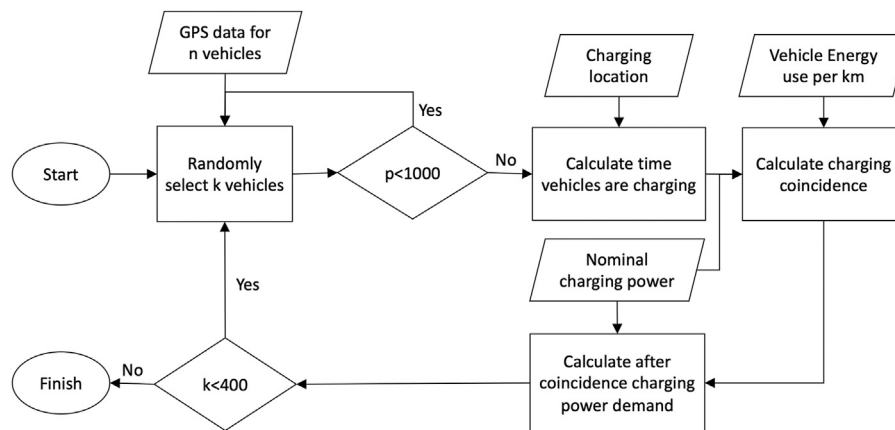 GPS data for
n vehicles
Charging
location
Vehicle Energy
use per km
Yes
Start
Randomly
select k vehicles
p<1000
No
Calculate time
vehicles are charging
Calculate charging
coincidence
Nominal
charging power
Yes
Finish
No
k<400
Calculate after
coincidence charging
power demand